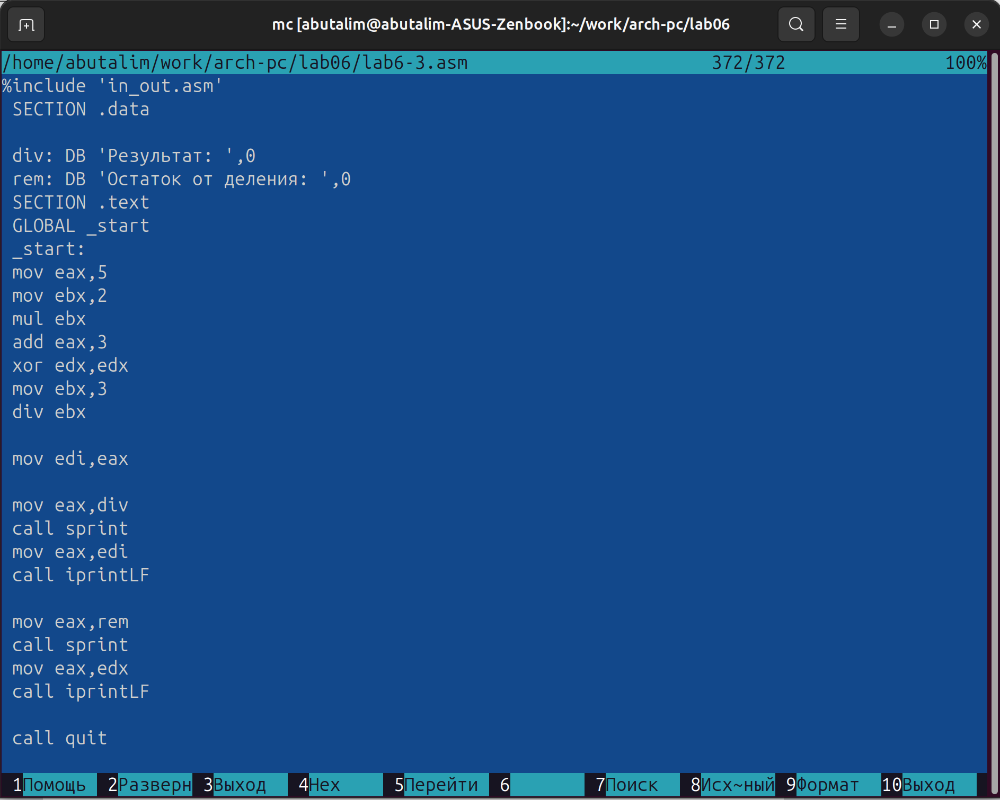 mc [abutalim@abutalim-ASUS-Zenbook]:~/work/arch-pc/lab06
/home/abutalim/work/arch-pc/lab06/lab6-3.asm 372/372 100%
%include 'in_out.asm'
SECTION .data
div: DB 'Результат: ',0
rem: DB 'Остаток от деления: ',0
SECTION .text
GLOBAL _start
_start:
mov eax,5
mov ebx,2
mul ebx
add eax,3
xor edx,edx
mov ebx,3
div ebx
mov edi,eax
mov eax,div
call sprint
mov eax,edi
call iprintLF
mov eax,rem
call sprint
mov eax,edx
call iprintLF
call quit
1Помощь 2Разверн 3Выход 4Hex 5Перейти 6 7Поиск 8Исх~ный 9Формат 10Выход